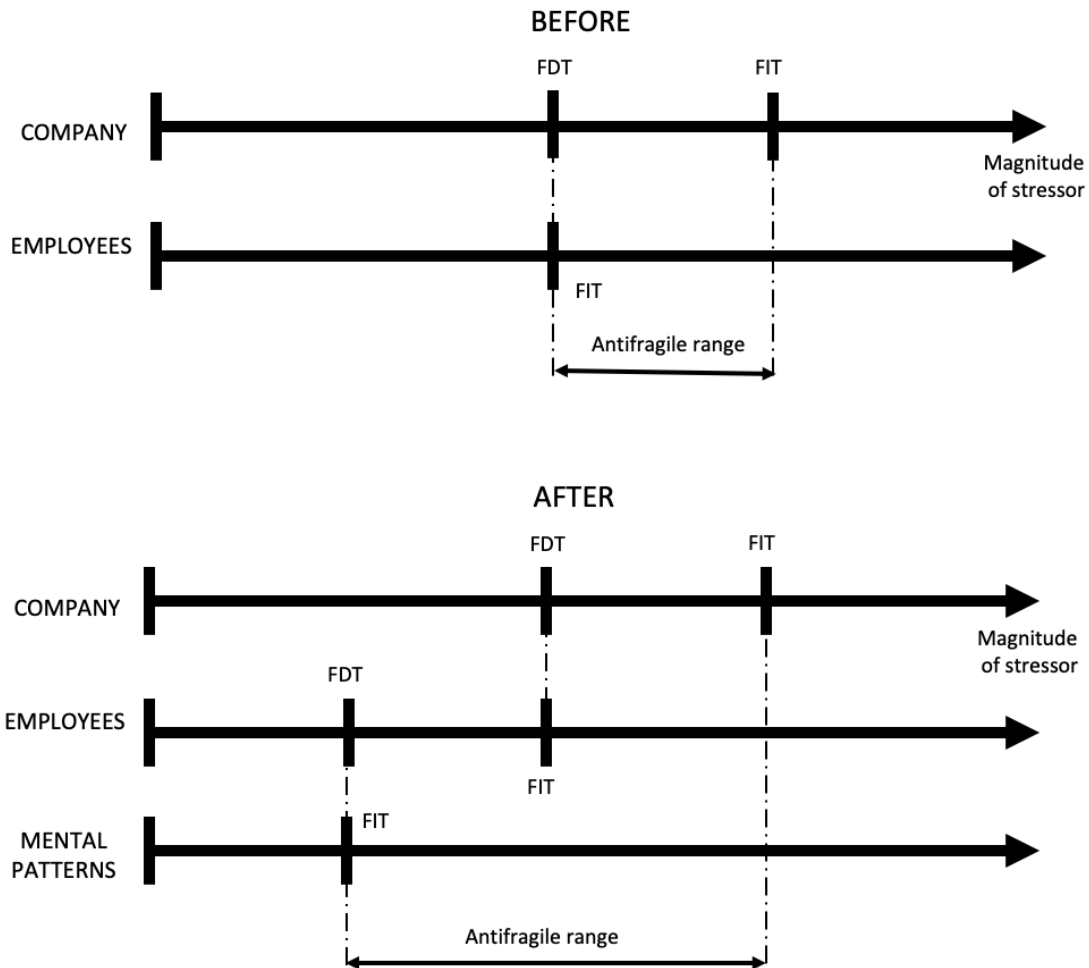 BEFORE
FDT
FIT
COMPANY
Magnitude
of stressor
EMPLOYEES
FIT
Antifragile range
AFTER
FDT
FIT
COMPANY
Magnitude
of stressor
FDT
EMPLOYEES
FIT
FIT
MENTAL
PATTERNS
Antifragile range